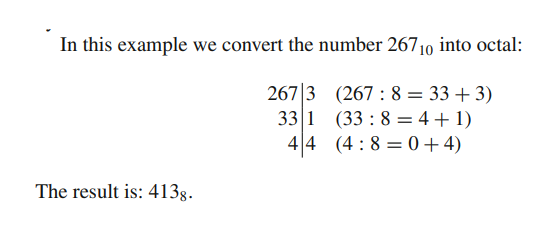 In this example we convert the number 267₁₀ into octal:
267|3 (267 : 8 = 33 + 3)
33|1 (33 : 8 = 4 + 1)
4|4 (4 : 8 = 0 + 4)
The result is: 413₈.